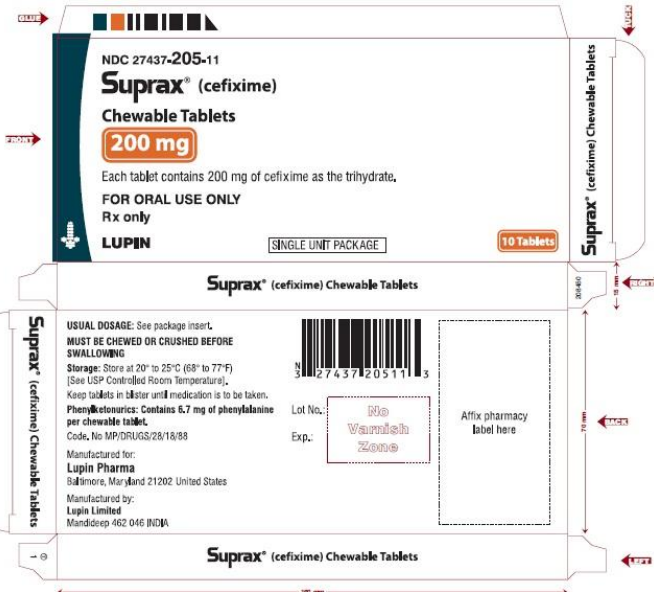 GLUE
TUCK
NDC 27437-205-11
Suprax® (cefixime)
Chewable Tablets
200 mg
Each tablet contains 200 mg of cefixime as the trihydrate.
FOR ORAL USE ONLY
Rx only
LUPIN
SINGLE UNIT PACKAGE
10 Tablets
FRONT
Suprax® (cefixime) Chewable Tablets
Suprax® (cefixime) Chewable Tablets
15 mm
RIGHT
Suprax® (cefixime) Chewable Tablets
USUAL DOSAGE: See package insert.
MUST BE CHEWED OR CRUSHED BEFORE
SWALLOWING
Storage: Store at 20° to 25°C (68° to 77°F)
[See USP Controlled Room Temperature].
Keep tablets in blister until medication is to be taken.
Phenylketonurics: Contains 6.7 mg of phenylalanine
per chewable tablet.
Code. No MP/DRUGS/28/18/88
Manufactured for:
Lupin Pharma
Baltimore, Maryland 21202 United States
Manufactured by:
Lupin Limited
Mandideep 462 046 INDIA
N
3 27437 20511 3
Lot No.:
Exp.:
No
Varnish
Zone
Affix pharmacy
label here
70 mm
BACK
Suprax® (cefixime) Chewable Tablets
LEFT